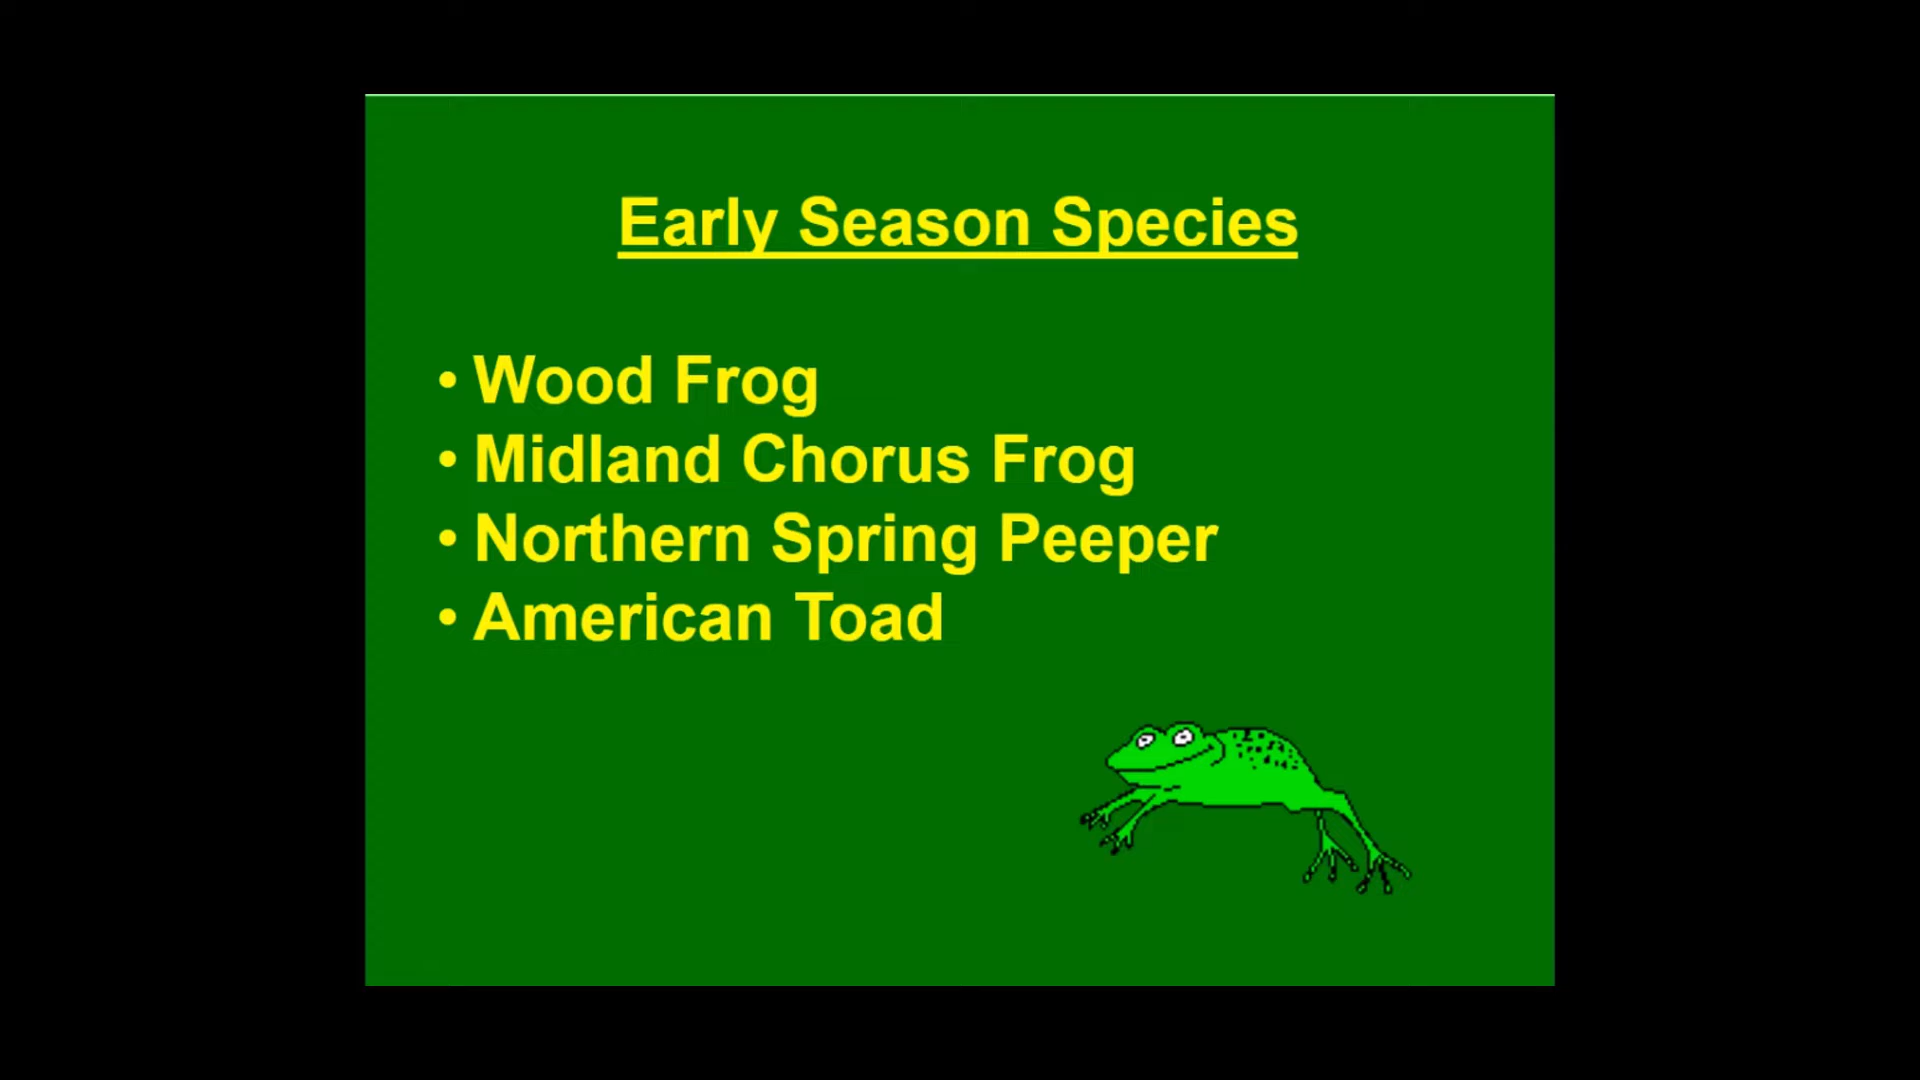 Early Season Species
• Wood Frog
• Midland Chorus Frog
• Northern Spring Peeper
• American Toad